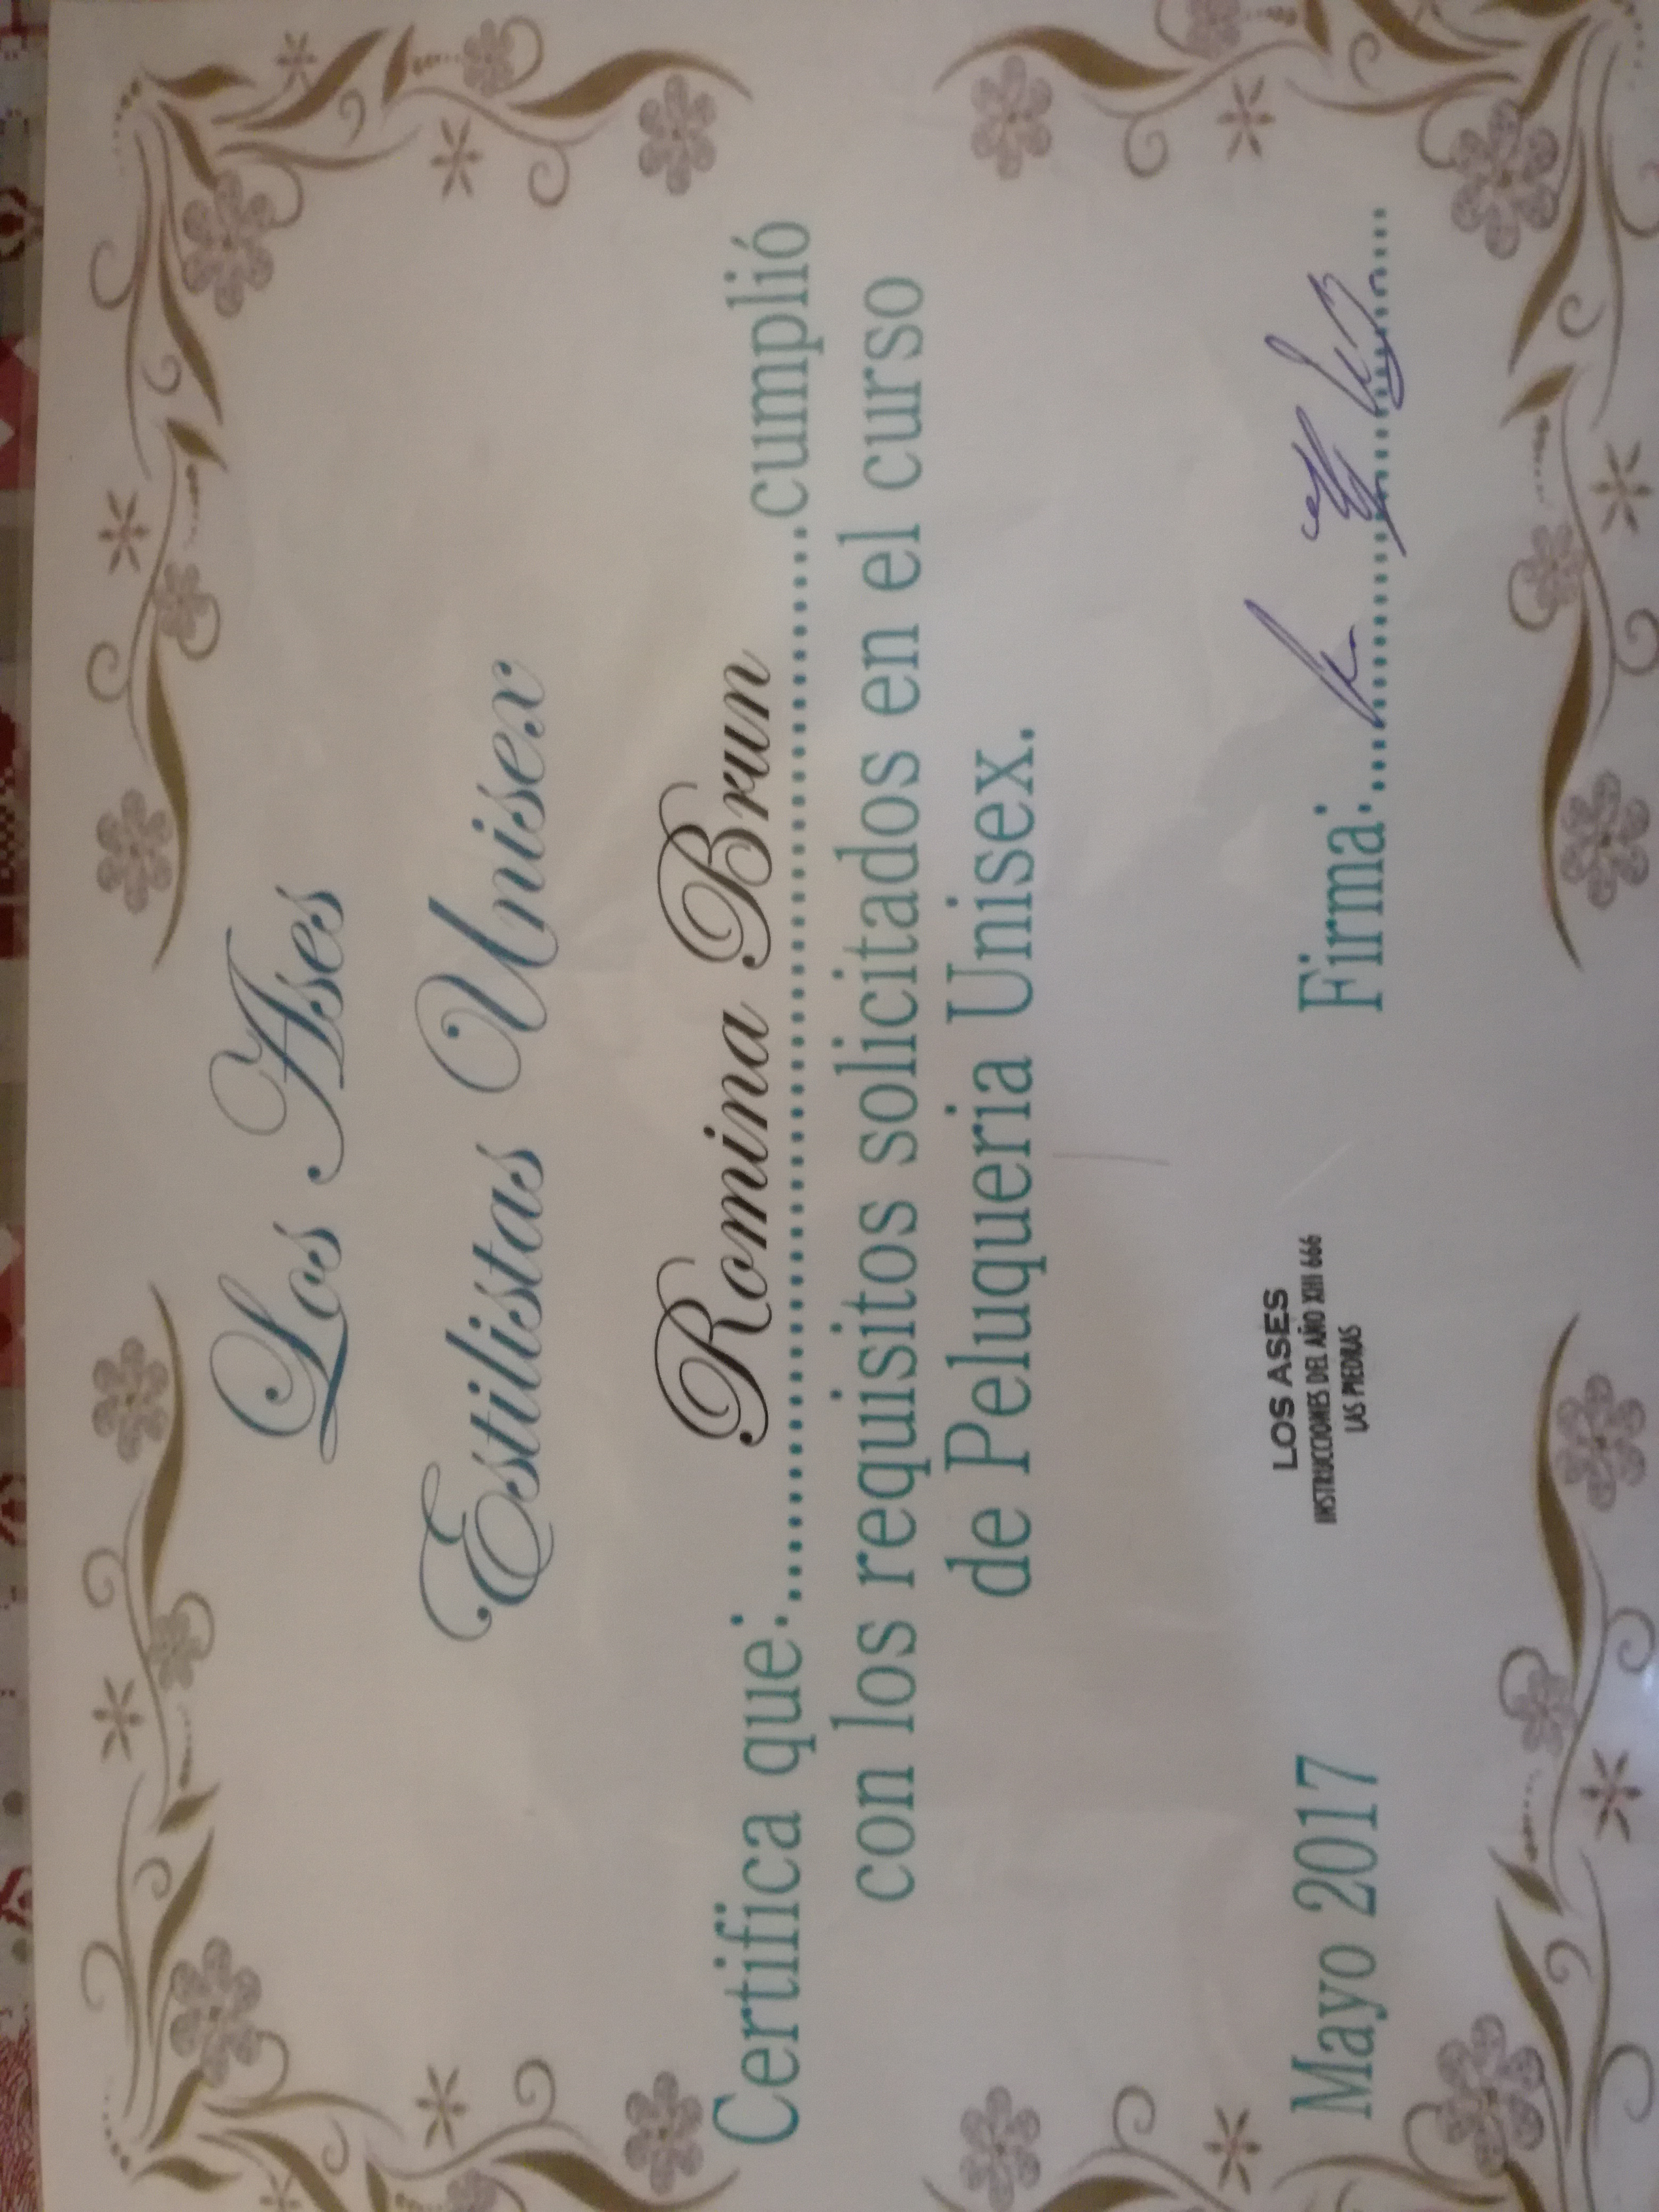 Los Ases
Estilistas Unisex
Certifica que:..........Romina Brun..........cumplió
con los requisitos solicitados en el curso
de Peluqueria Unisex.
LOS ASES
INSTRUCCIONES DEL AÑO XIII 666
LAS PIEDRAS
Mayo 2017
Firma:..........